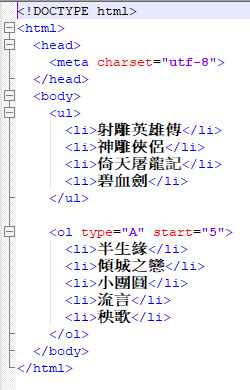 <!DOCTYPE html>
<html>
<head>
<meta charset="utf-8">
</head>
<body>
<ul>
<li>射雕英雄傳</li>
<li>神雕俠侶</li>
<li>倚天屠龍記</li>
<li>碧血劍</li>
</ul>
<ol type="A" start="5">
<li>半生緣</li>
<li>傾城之戀</li>
<li>小團圓</li>
<li>流言</li>
<li>秧歌</li>
</ol>
</body>
</html>